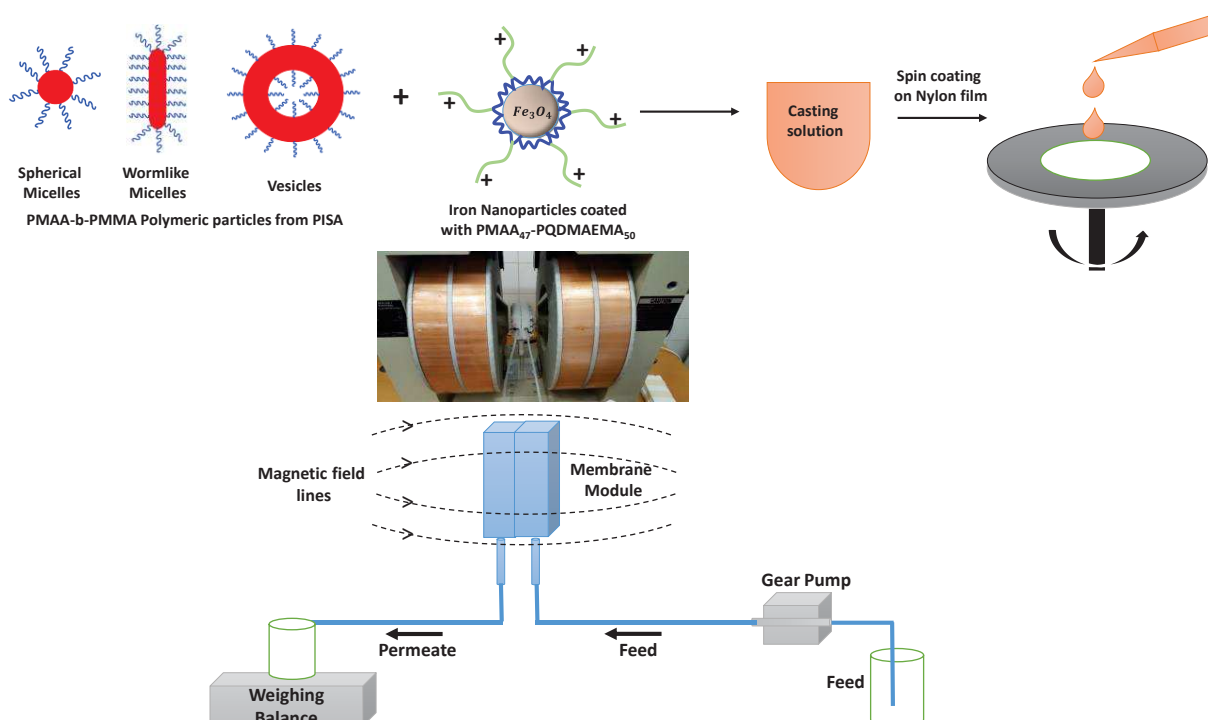 Spherical
Micelles
Wormlike
Micelles
Vesicles
PMAA-b-PMMA Polymeric particles from PISA
+
+
+
+
+
+
+
Fe₃O₄
Iron Nanoparticles coated
with PMAA₄₇-PQDMAEMA₅₀
Casting
solution
Spin coating
on Nylon film
Magnetic field
lines
Membrane
Module
Gear Pump
Permeate
Feed
Feed
Weighing
Balance